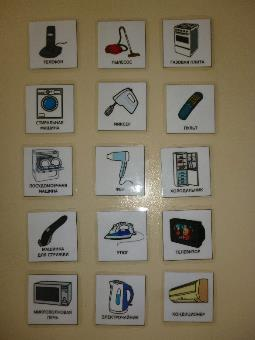 ТЕЛЕФОН
ПЫЛЕСОС
ГАЗОВАЯ ПЛИТА
СТИРАЛЬНАЯ
МАШИНА
МИКСЕР
ПУЛЬТ
ПОСУДОМОЕЧНАЯ
МАШИНА
ФЕН
ХОЛОДИЛЬНИК
МАШИНКА
ДЛЯ СТРИЖКИ
УТЮГ
ТЕЛЕВИЗОР
МИКРОВОЛНОВАЯ
ПЕЧЬ
ЭЛЕКТРОЧАЙНИК
КОНДИЦИОНЕР